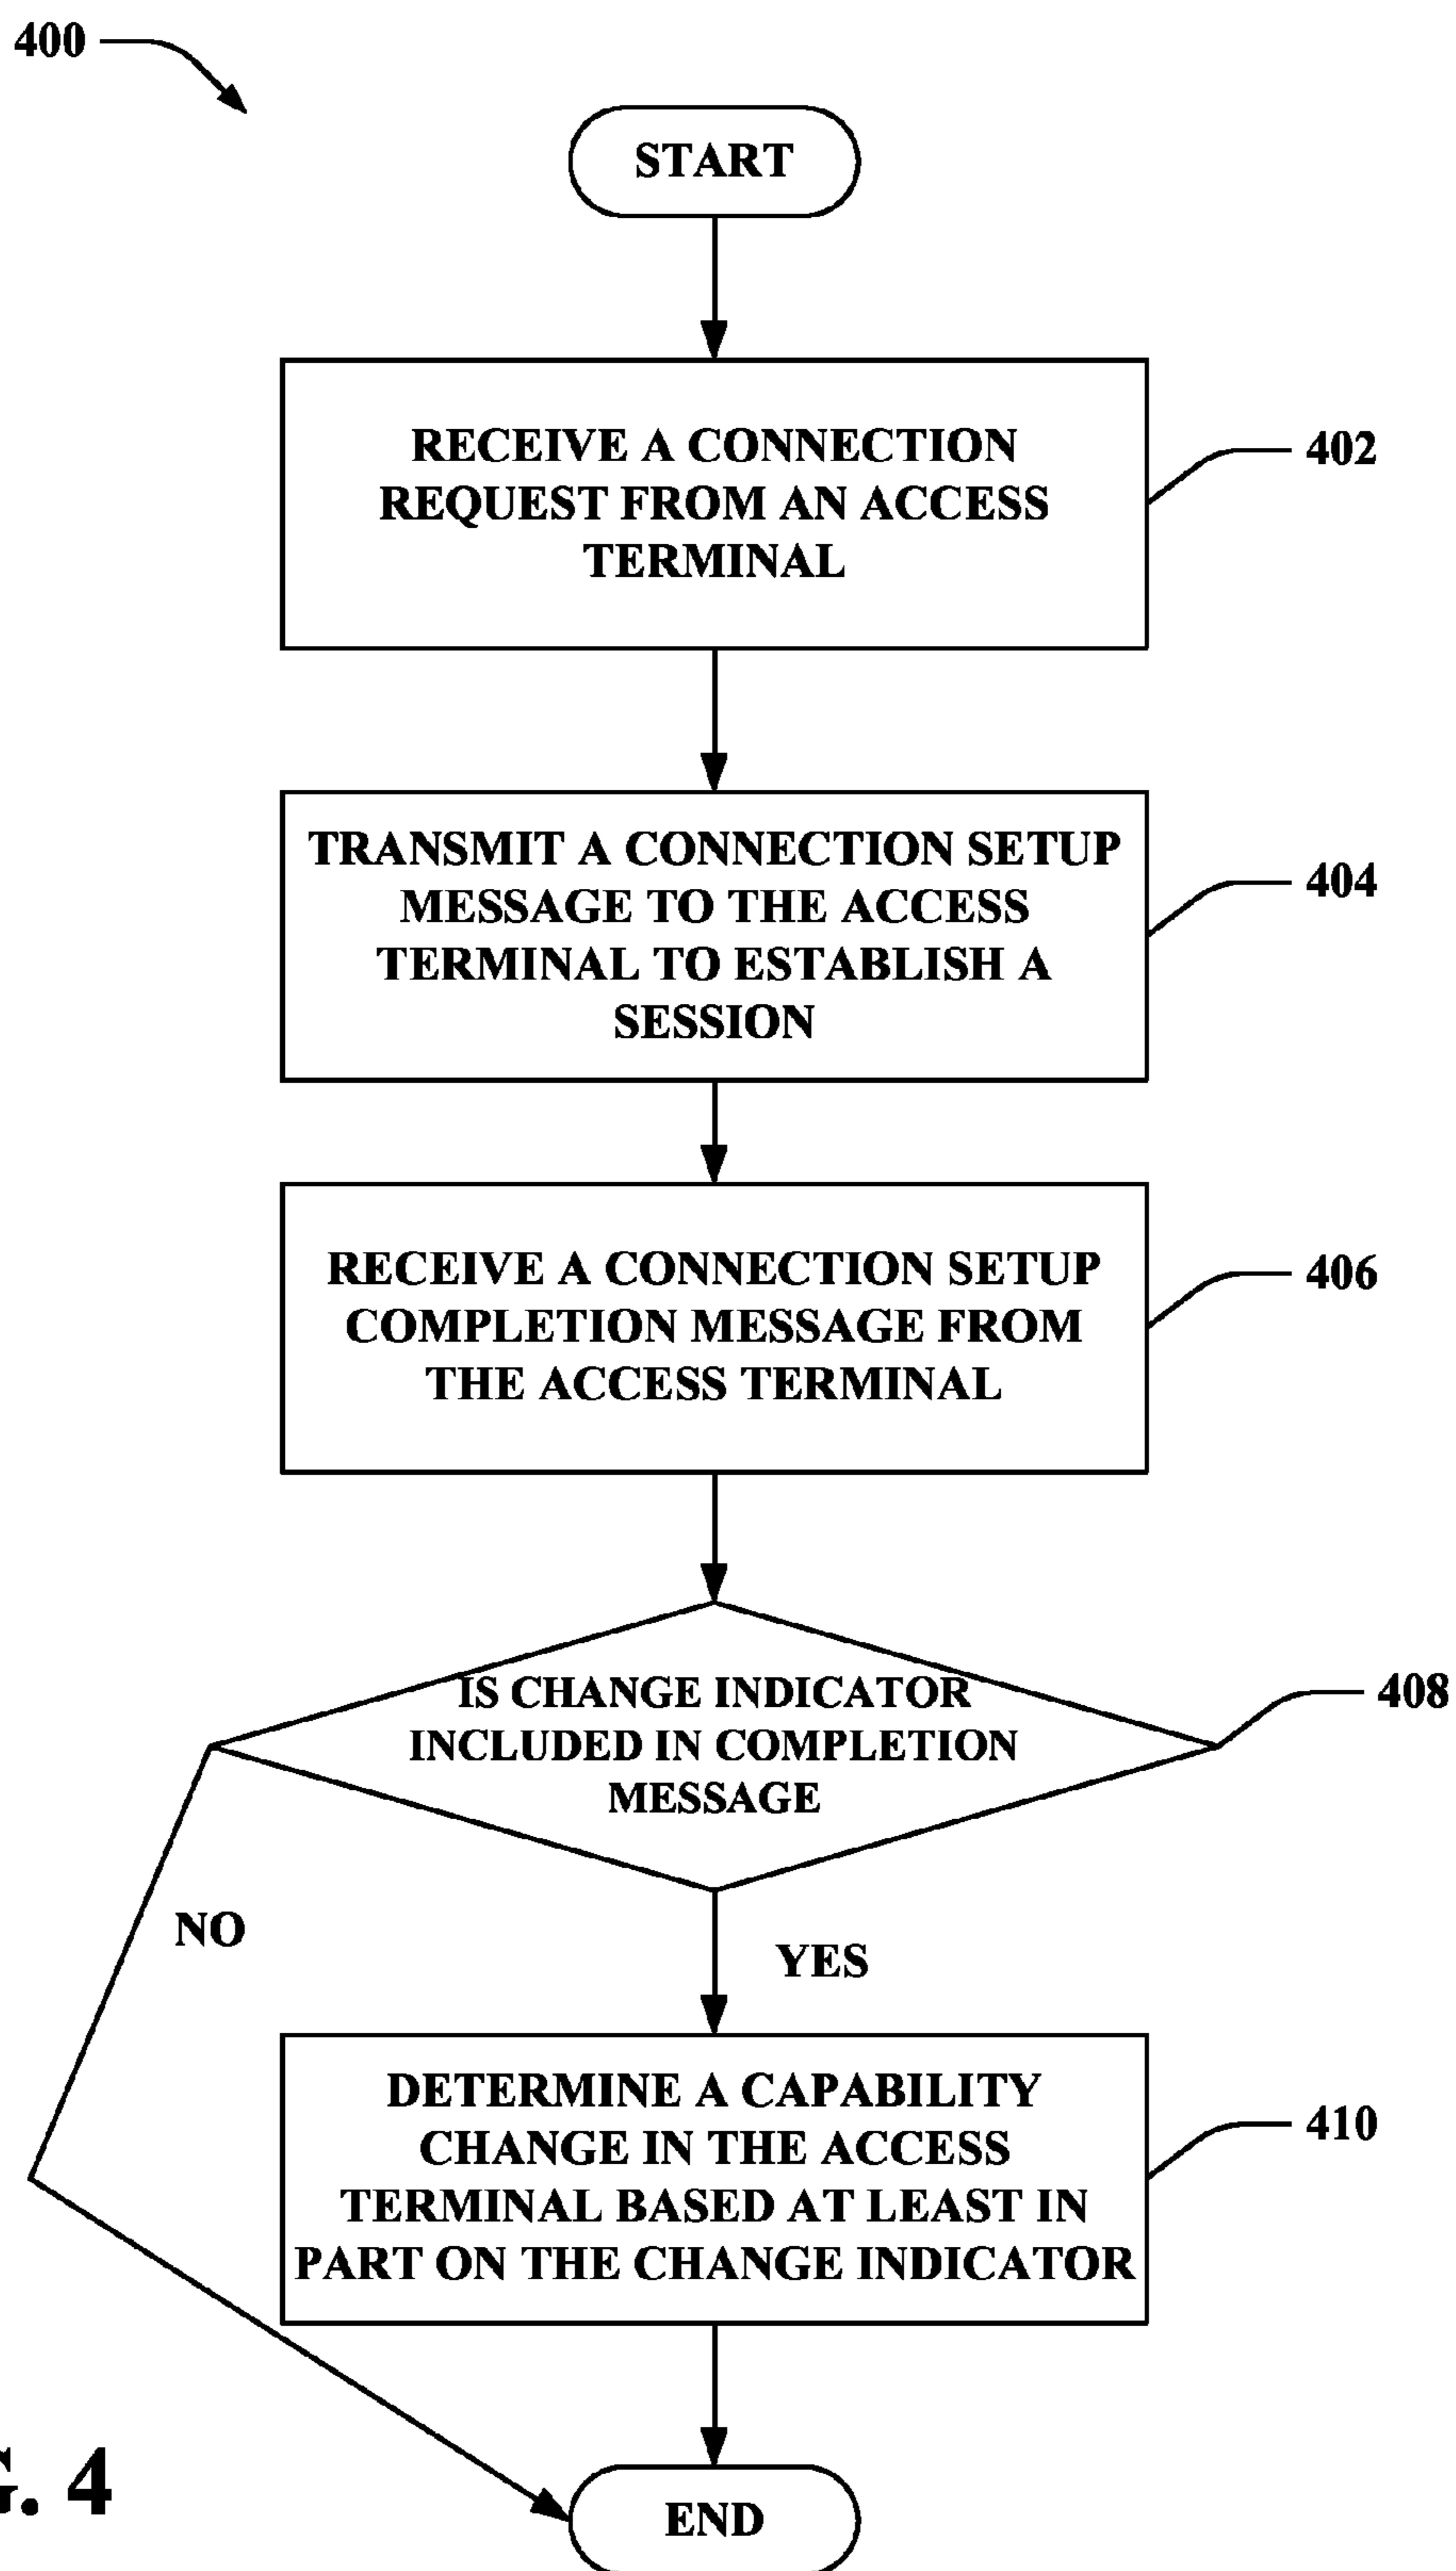 400
START
RECEIVE A CONNECTION
REQUEST FROM AN ACCESS
TERMINAL
402
TRANSMIT A CONNECTION SETUP
MESSAGE TO THE ACCESS
TERMINAL TO ESTABLISH A
SESSION
404
RECEIVE A CONNECTION SETUP
COMPLETION MESSAGE FROM
THE ACCESS TERMINAL
406
IS CHANGE INDICATOR
INCLUDED IN COMPLETION
MESSAGE
408
NO
YES
DETERMINE A CAPABILITY
CHANGE IN THE ACCESS
TERMINAL BASED AT LEAST IN
PART ON THE CHANGE INDICATOR
410
G. 4
END